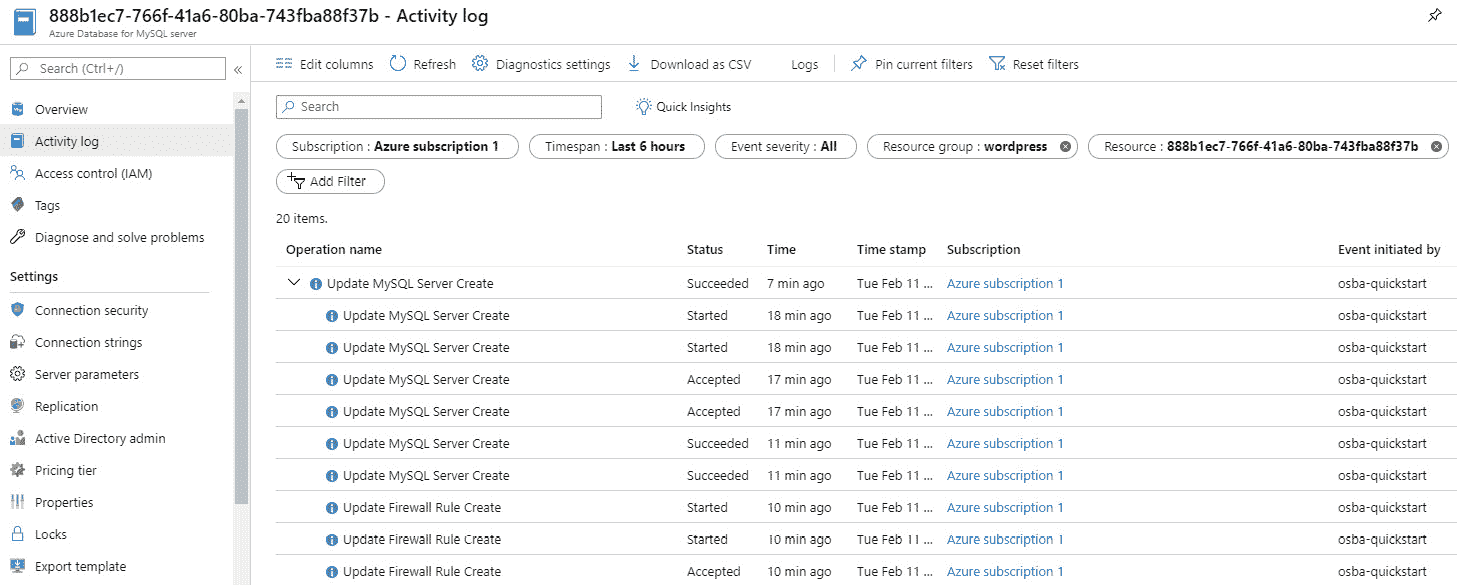 888b1ec7-766f-41a6-80ba-743fba88f37b - Activity log
Azure Database for MySQL server
Search (Ctrl+/)
«
Overview
Activity log
Access control (IAM)
Tags
Diagnose and solve problems
Settings
Connection security
Connection strings
Server parameters
Replication
Active Directory admin
Pricing tier
Properties
Locks
Export template
Edit columns Refresh Diagnostics settings Download as CSV Logs Pin current filters Reset filters
Search Quick Insights
Subscription : Azure subscription 1 Timespan : Last 6 hours Event severity : All Resource group : wordpress Resource : 888b1ec7-766f-41a6-80ba-743fba88f37b
Add Filter
20 items.
Operation name Status Time Time stamp Subscription Event initiated by
Update MySQL Server Create Succeeded 7 min ago Tue Feb 11 ... Azure subscription 1 osba-quickstart
Update MySQL Server Create Started 18 min ago Tue Feb 11 ... Azure subscription 1 osba-quickstart
Update MySQL Server Create Started 18 min ago Tue Feb 11 ... Azure subscription 1 osba-quickstart
Update MySQL Server Create Accepted 17 min ago Tue Feb 11 ... Azure subscription 1 osba-quickstart
Update MySQL Server Create Accepted 17 min ago Tue Feb 11 ... Azure subscription 1 osba-quickstart
Update MySQL Server Create Succeeded 11 min ago Tue Feb 11 ... Azure subscription 1 osba-quickstart
Update MySQL Server Create Succeeded 11 min ago Tue Feb 11 ... Azure subscription 1 osba-quickstart
Update Firewall Rule Create Started 10 min ago Tue Feb 11 ... Azure subscription 1 osba-quickstart
Update Firewall Rule Create Started 10 min ago Tue Feb 11 ... Azure subscription 1 osba-quickstart
Update Firewall Rule Create Accepted 10 min ago Tue Feb 11 ... Azure subscription 1 osba-quickstart